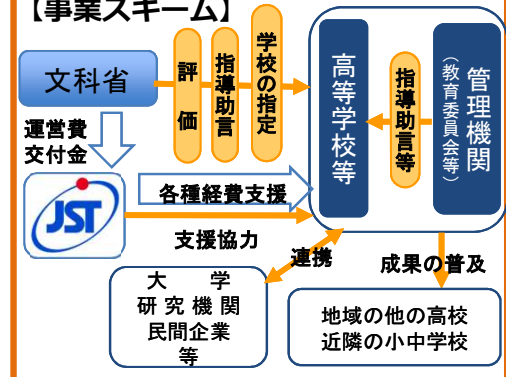 【事業スキーム】
文科省
評価
指導助言
学校の指定
高等学校等
指導助言等
管理機関
（教育委員会等）
運営費
交付金
JST
各種経費支援
支援協力
連携
成果の普及
大　学
研究機関
民間企業
等
地域の他の高校
近隣の小中学校